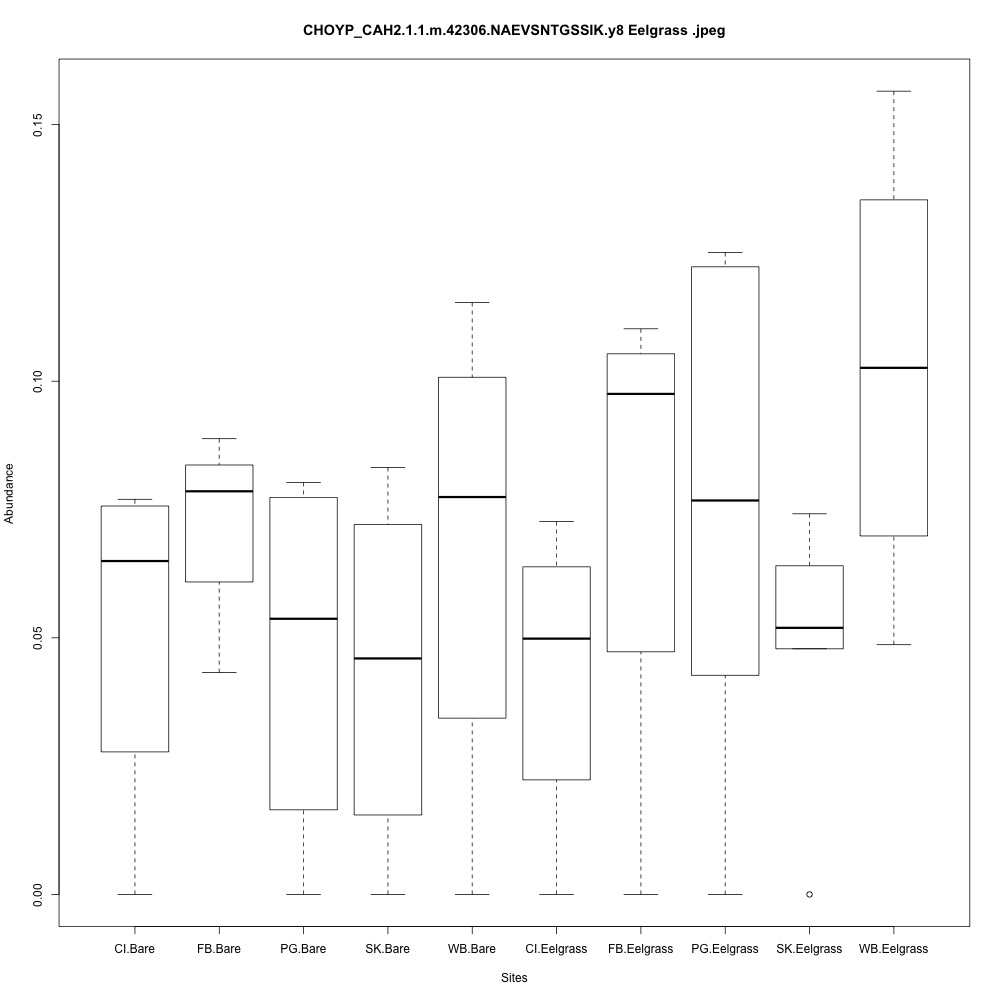 CHOYP_CAH2.1.1.m.42306.NAEVSNTGSSIK.y8 Eelgrass .jpeg
Abundance
0.15
0.10
0.05
0.00
CI.Bare FB.Bare PG.Bare SK.Bare WB.Bare CI.Eelgrass FB.Eelgrass PG.Eelgrass SK.Eelgrass WB.Eelgrass
Sites